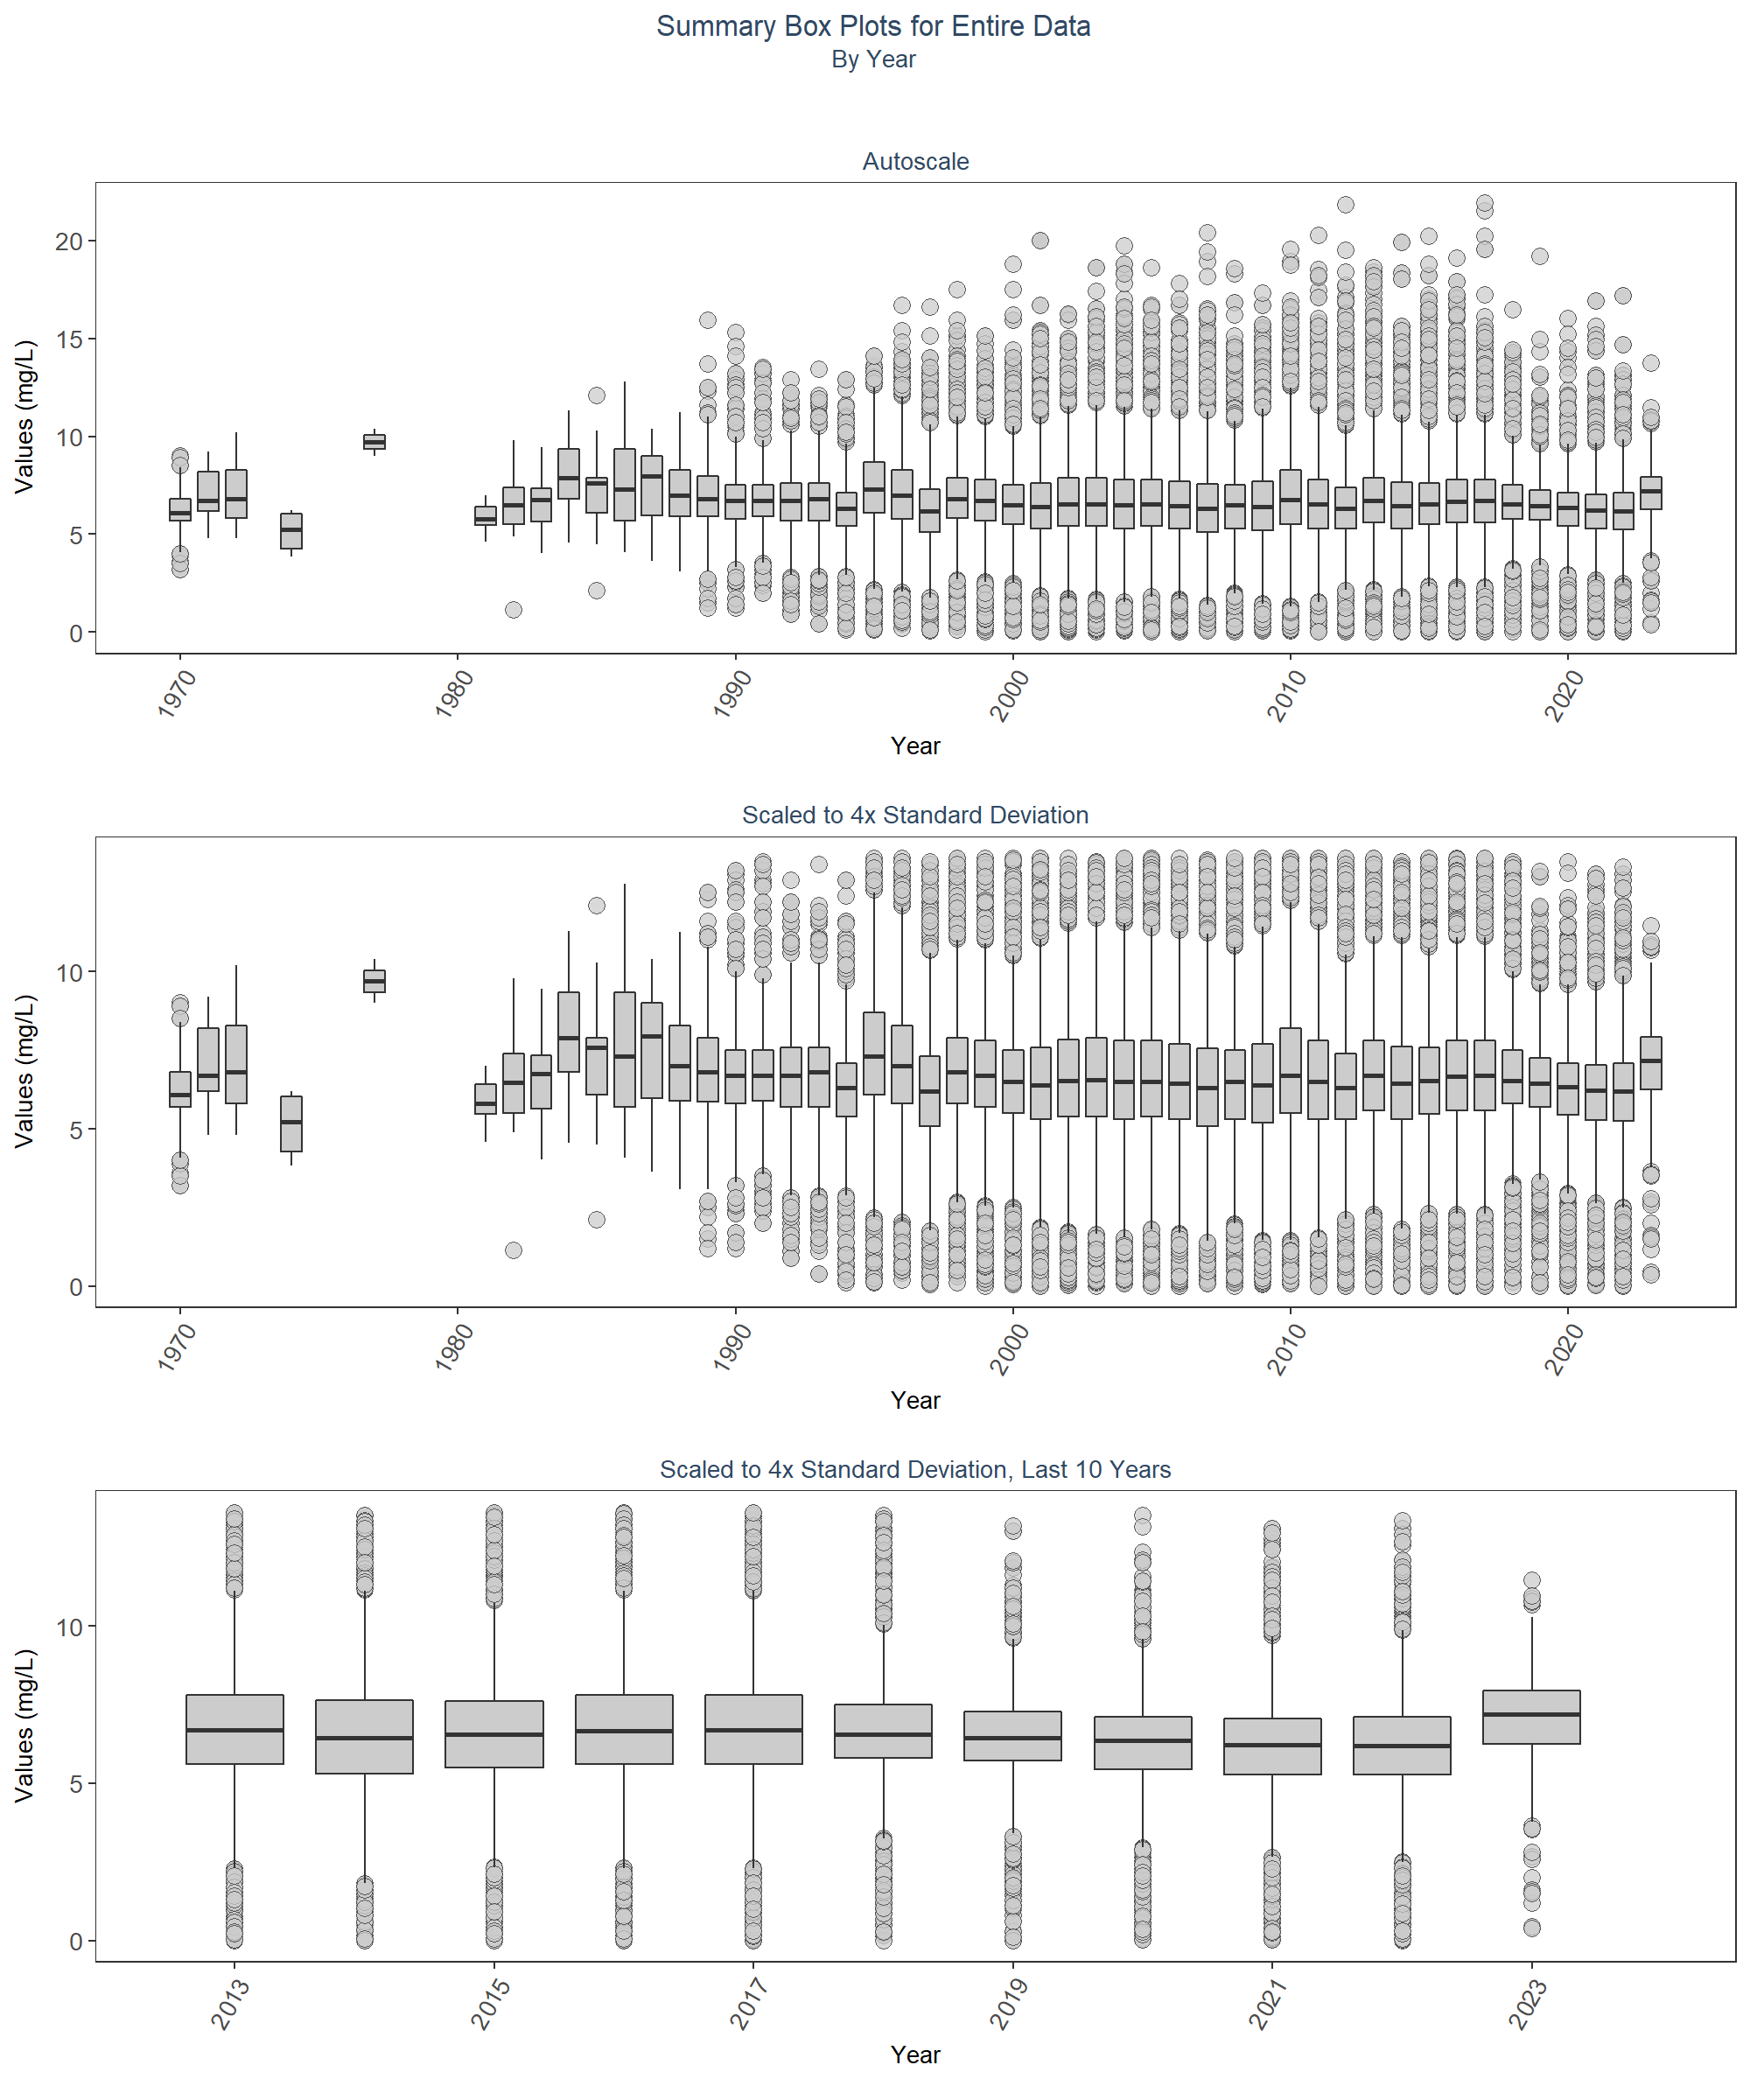 Summary Box Plots for Entire Data
By Year
Autoscale
Values (mg/L)
20
15
10
5
0
1970
1980
1990
2000
2010
2020
Year
Scaled to 4x Standard Deviation
Values (mg/L)
10
5
0
1970
1980
1990
2000
2010
2020
Year
Scaled to 4x Standard Deviation, Last 10 Years
Values (mg/L)
10
5
0
2013
2015
2017
2019
2021
2023
Year